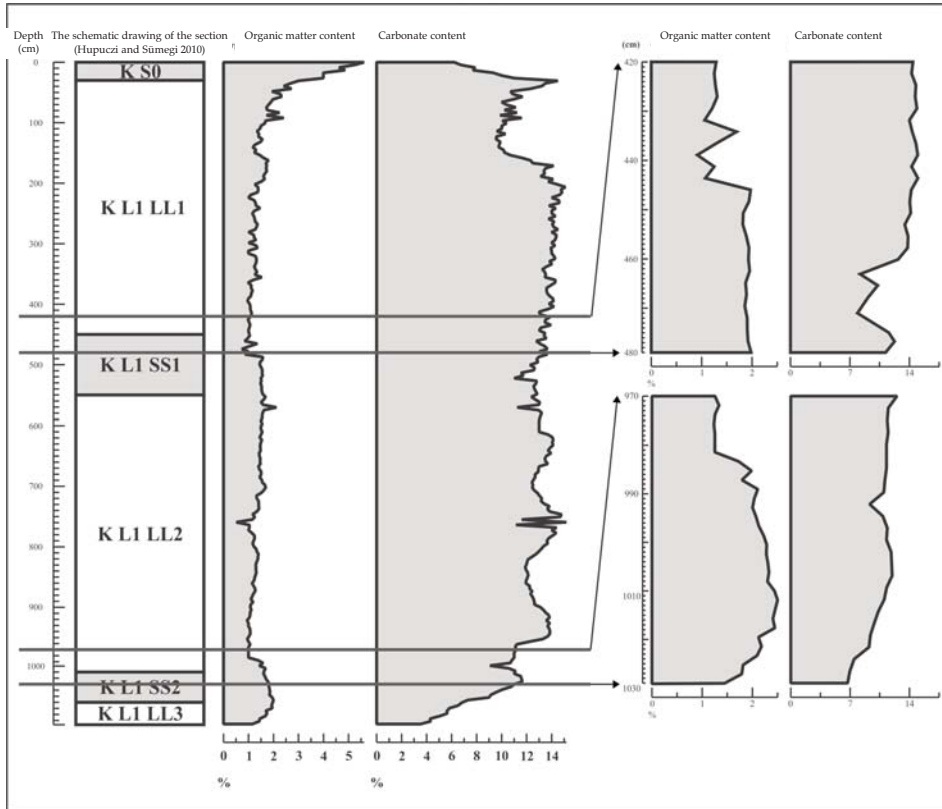 Depth
(cm)
The schematic drawing of the section
(Hupuczi and Sümegi 2010)
Organic matter content
Carbonate content
0
100
200
300
400
500
600
700
800
900
1000
K S0
K L1 LL1
K L1 SS1
K L1 LL2
K L1 SS2
K L1 LL3
0 1 2 3 4 5
%
0 2 4 6 8 10 12 14
%
(cm)
Organic matter content
Carbonate content
420
440
460
480
0 1 2
%
0 7 14
970
990
1010
1030
0 1 2
%
0 7 14